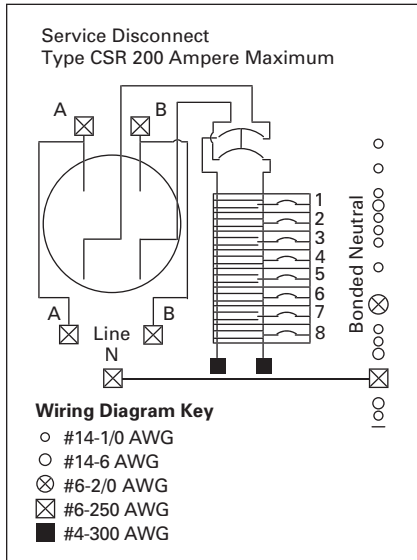 Service Disconnect
Type CSR 200 Ampere Maximum
A
B
1
2
3
4
5
6
7
8
Bonded Neutral
A
B
Line
N
Wiring Diagram Key
#14-1/0 AWG
#14-6 AWG
#6-2/0 AWG
#6-250 AWG
#4-300 AWG